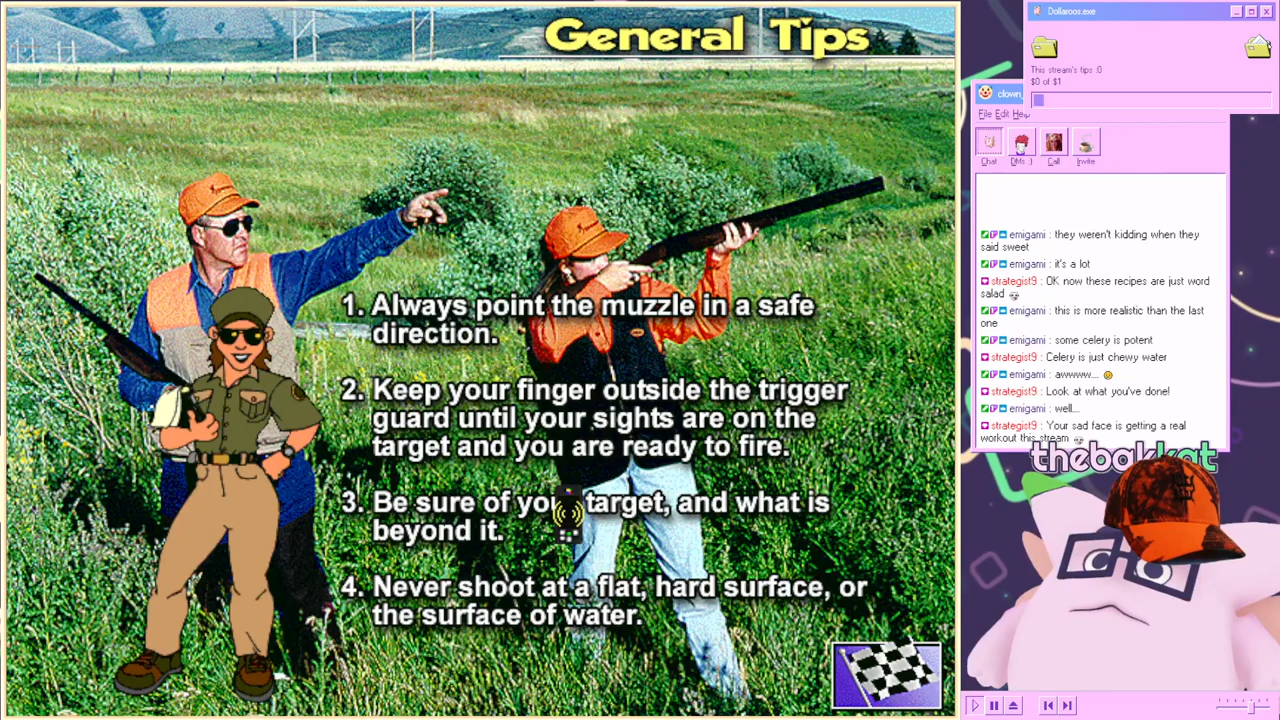 General Tips
1. Always point the muzzle in a safe
direction.
2. Keep your finger outside the trigger
guard until your sights are on the
target and you are ready to fire.
3. Be sure of your target, and what is
beyond it.
4. Never shoot at a flat, hard surface, or
the surface of water.
Dollaroos.exe
This stream's tips :0
$0 of $1
clown
File Edit Help
Chat DMs :) Call Invite
emigami : they weren't kidding when they
said sweet
emigami : it's a lot
strategist9 : OK now these recipes are just word
salad
emigami : this is more realistic than the last
one
emigami : some celery is potent
strategist9 : Celery is just chewy water
emigami : awwww...
strategist9 : Look at what you've done!
emigami : well...
strategist9 : Your sad face is getting a real
workout this stream
thebakkat